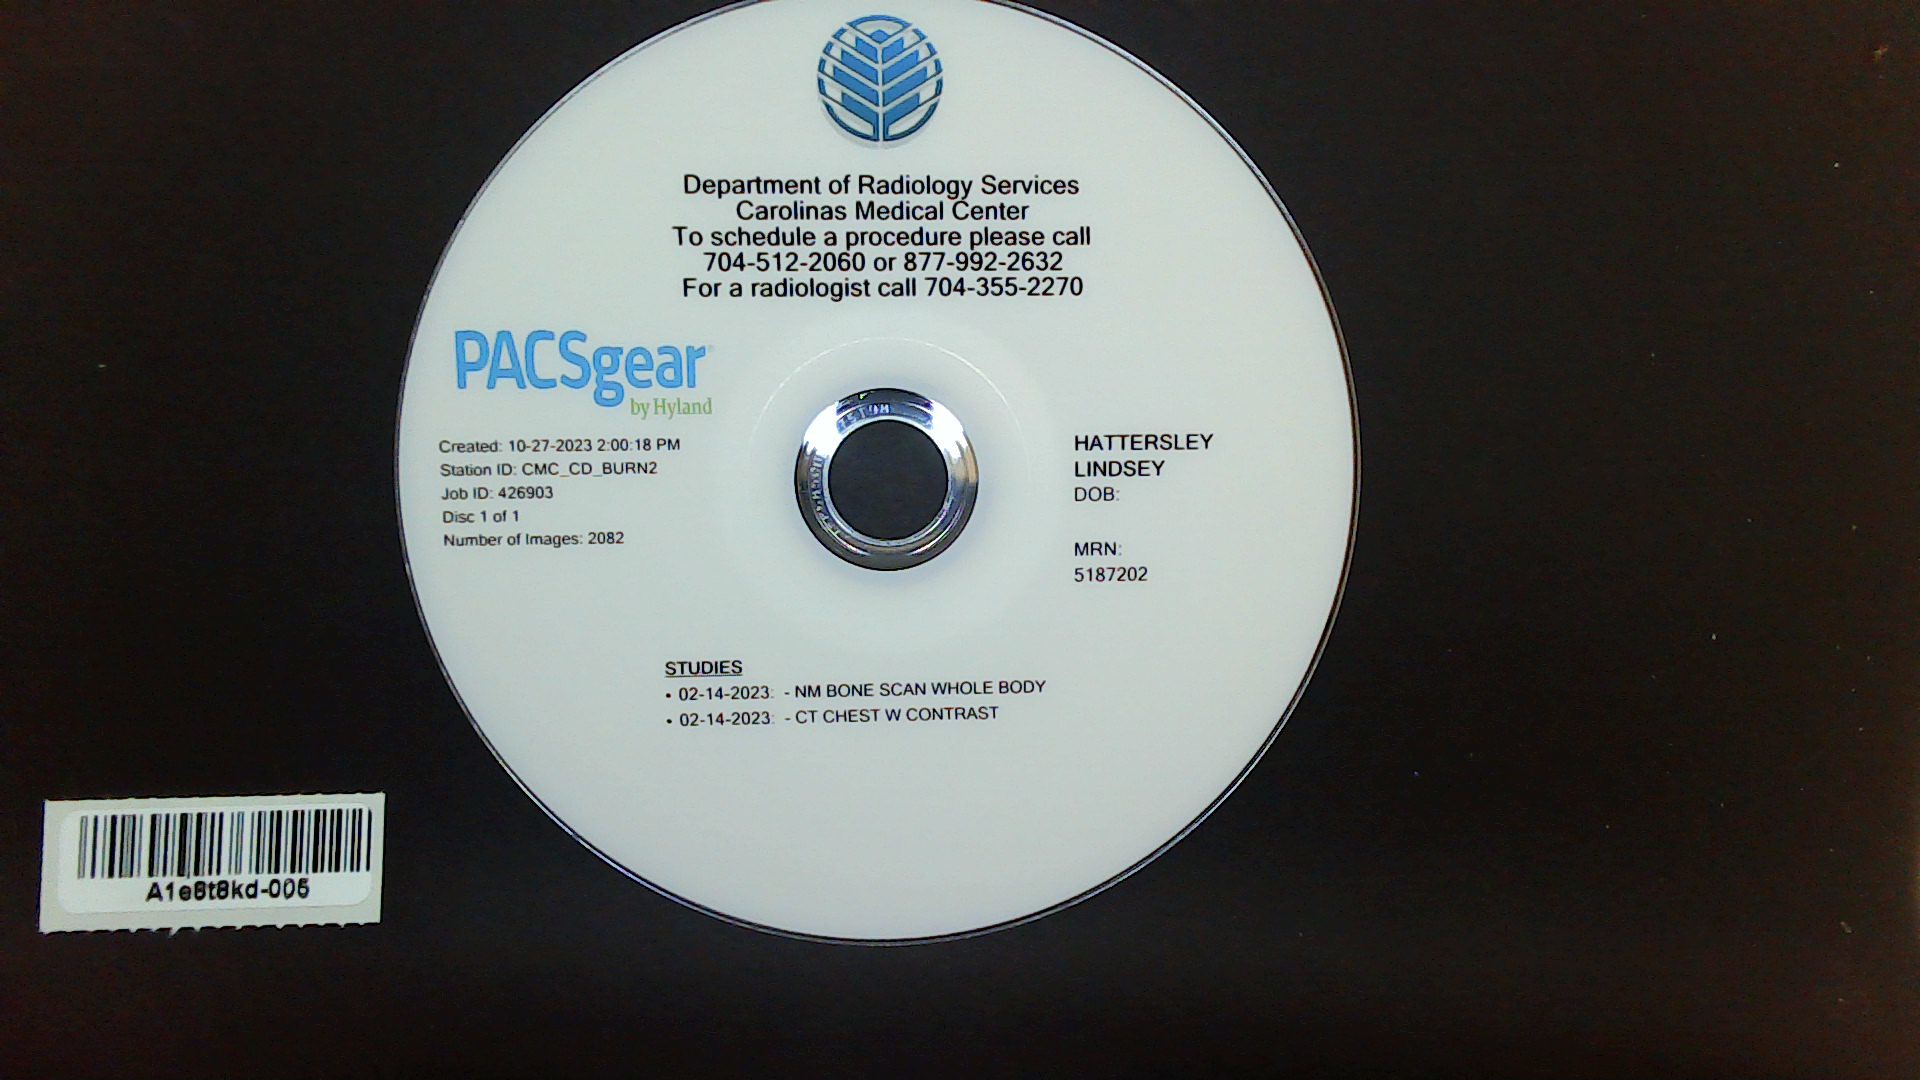 Department of Radiology Services
Carolinas Medical Center
To schedule a procedure please call
704-512-2060 or 877-992-2632
For a radiologist call 704-355-2270
PACSgear
by Hyland
Created: 10-27-2023 2:00:18 PM
Station ID: CMC_CD_BURN2
Job ID: 426903
Disc 1 of 1
Number of Images: 2082
HATTERSLEY
LINDSEY
DOB:
MRN:
5187202
STUDIES
• 02-14-2023: - NM BONE SCAN WHOLE BODY
• 02-14-2023: - CT CHEST W CONTRAST